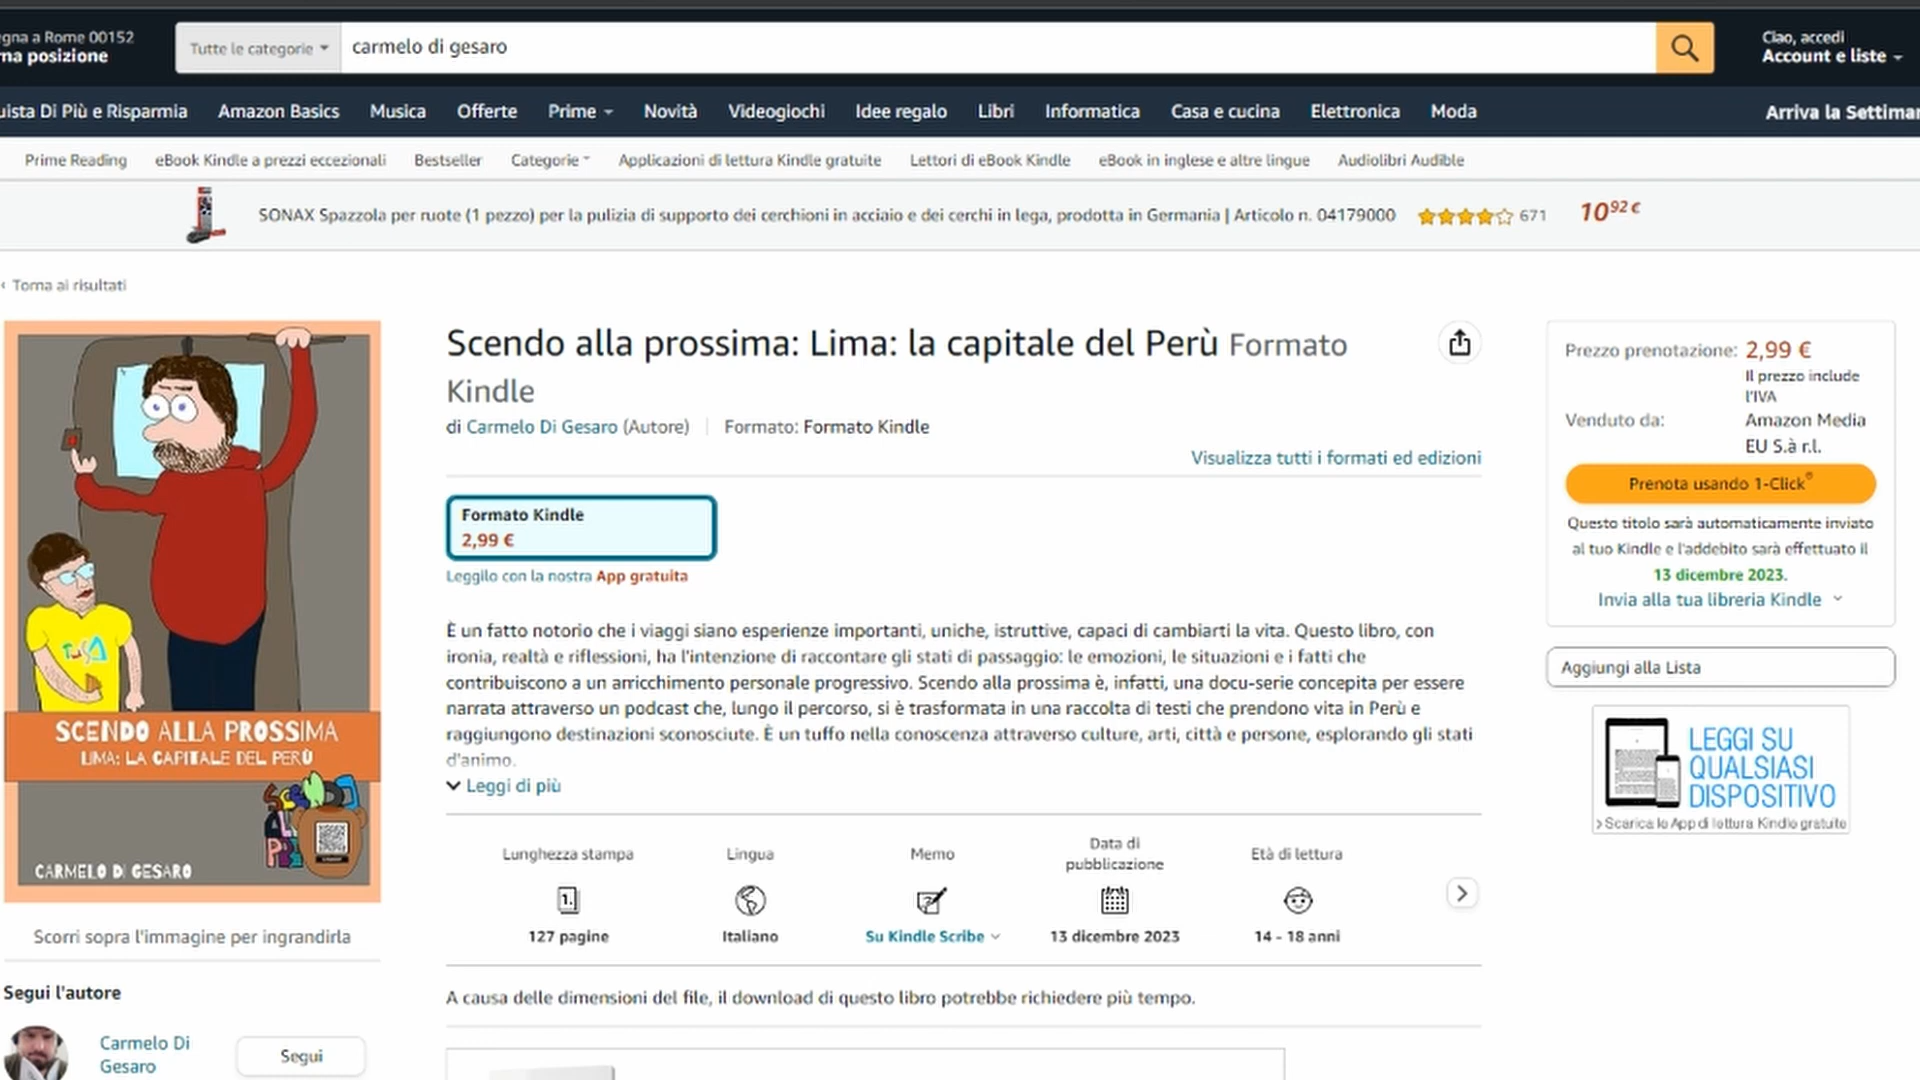 gna a Rome 00152
na posizione
Tutte le categorie
carmelo di gesaro
Ciao, accedi
Account e liste
uista Di Più e Risparmia Amazon Basics Musica Offerte Prime Novità Videogiochi Idee regalo Libri Informatica Casa e cucina Elettronica Moda Arriva la Settiman
Prime Reading eBook Kindle a prezzi eccezionali Bestseller Categorie Applicazioni di lettura Kindle gratuite Lettori di eBook Kindle eBook in inglese e altre lingue Audiolibri Audible
SONAX Spazzola per ruote (1 pezzo) per la pulizia di supporto dei cerchioni in acciaio e dei cerchi in lega, prodotta in Germania | Articolo n. 04179000 671 10⁹² €
‹ Torna ai risultati
TUSA
SCENDO ALLA PROSSIMA
LIMA: LA CAPITALE DEL PERÙ
CARMELO DI GESARO
Scorri sopra l'immagine per ingrandirla
Segui l'autore
Carmelo Di
Gesaro
Segui
Scendo alla prossima: Lima: la capitale del Perù Formato
Kindle
di Carmelo Di Gesaro (Autore) Formato: Formato Kindle
Visualizza tutti i formati ed edizioni
Formato Kindle
2,99 €
Leggilo con la nostra App gratuita
È un fatto notorio che i viaggi siano esperienze importanti, uniche, istruttive, capaci di cambiarti la vita. Questo libro, con
ironia, realtà e riflessioni, ha l'intenzione di raccontare gli stati di passaggio: le emozioni, le situazioni e i fatti che
contribuiscono a un arricchimento personale progressivo. Scendo alla prossima è, infatti, una docu-serie concepita per essere
narrata attraverso un podcast che, lungo il percorso, si è trasformata in una raccolta di testi che prendono vita in Perù e
raggiungono destinazioni sconosciute. È un tuffo nella conoscenza attraverso culture, arti, città e persone, esplorando gli stati
d'animo.
Leggi di più
Lunghezza stampa
1.
127 pagine
Lingua
Italiano
Memo
Su Kindle Scribe
Data di
pubblicazione
13 dicembre 2023
Età di lettura
14 - 18 anni
A causa delle dimensioni del file, il download di questo libro potrebbe richiedere più tempo.
Prezzo prenotazione: 2,99 €
Il prezzo include
l'IVA
Venduto da: Amazon Media
EU S.à r.l.
Prenota usando 1-Click®
Questo titolo sarà automaticamente inviato
al tuo Kindle e l'addebito sarà effettuato il
13 dicembre 2023.
Invia alla tua libreria Kindle
Aggiungi alla Lista
LEGGI SU
QUALSIASI
DISPOSITIVO
› Scarica le App di lettura Kindle gratuite